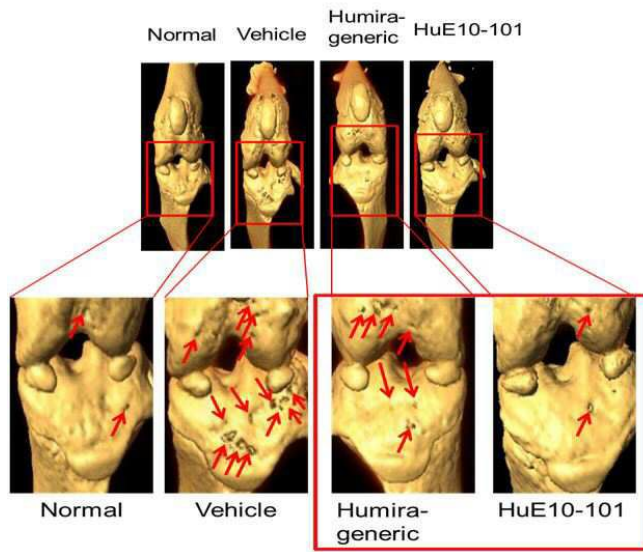 Normal
Vehicle
Humira-
generic
HuE10-101
Normal
Vehicle
Humira-
generic
HuE10-101